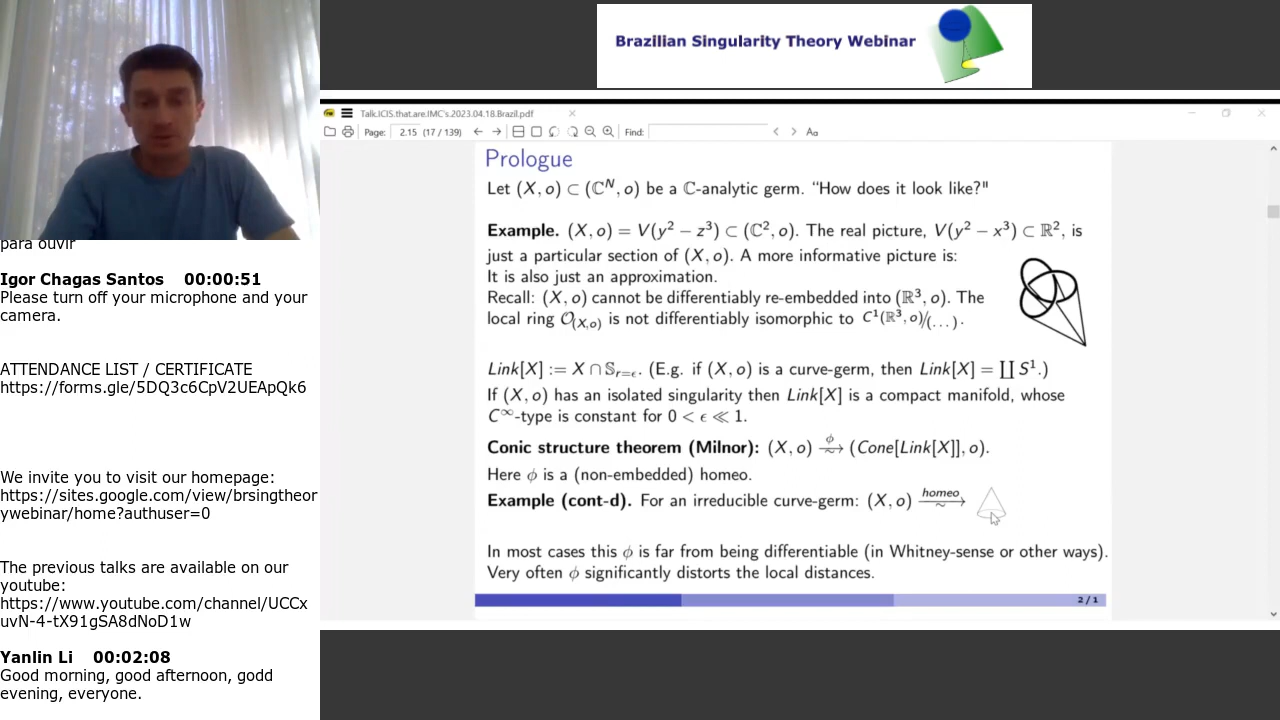 Brazilian Singularity Theory Webinar
Talk.ICIS.that.are.IMC's.2023.04.18.Brazil.pdf
Page: 2.15 (17 / 139) Find:
Prologue
Let (X, o) ⊂ (ℂᴺ, o) be a ℂ-analytic germ. "How does it look like?"
Example. (X, o) = V(y² − z³) ⊂ (ℂ², o). The real picture, V(y² − x³) ⊂ ℝ², is
just a particular section of (X, o). A more informative picture is:
It is also just an approximation.
Recall: (X, o) cannot be differentiably re-embedded into (ℝ³, o). The
local ring 𝒪₍X,o₎ is not differentiably isomorphic to C¹(ℝ³, o)/(...).
Link[X] := X ∩ 𝕊r=ϵ. (E.g. if (X, o) is a curve-germ, then Link[X] = ∐ S¹.)
If (X, o) has an isolated singularity then Link[X] is a compact manifold, whose
C∞-type is constant for 0 < ϵ ≪ 1.
Conic structure theorem (Milnor): (X, o) ϕ→∼ (Cone[Link[X]], o).
Here ϕ is a (non-embedded) homeo.
Example (cont-d). For an irreducible curve-germ: (X, o) homeo→∼
In most cases this ϕ is far from being differentiable (in Whitney-sense or other ways).
Very often ϕ significantly distorts the local distances.
2 / 1
para ouvir
Igor Chagas Santos 00:00:51
Please turn off your microphone and your
camera.
ATTENDANCE LIST / CERTIFICATE
https://forms.gle/5DQ3c6CpV2UEApQk6
We invite you to visit our homepage:
https://sites.google.com/view/brsingtheor
ywebinar/home?authuser=0
The previous talks are available on our
youtube:
https://www.youtube.com/channel/UCCx
uvN-4-tX91gSA8dNoD1w
Yanlin Li 00:02:08
Good morning, good afternoon, godd
evening, everyone.